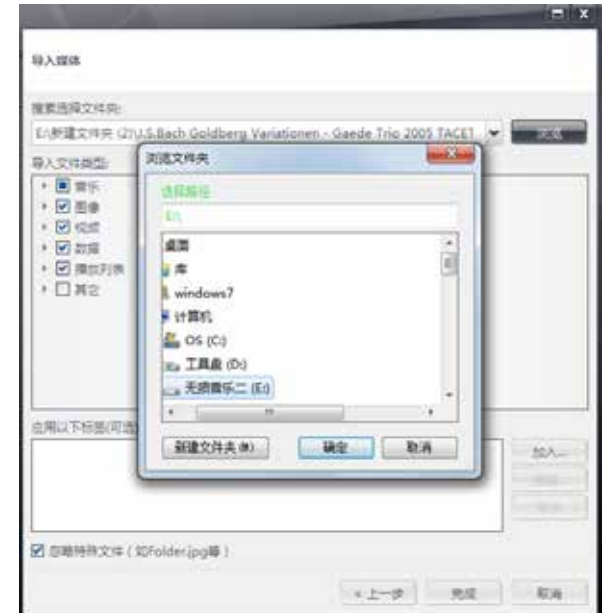 导入媒体
搜素选择文件夹:
E:\新建文件夹 (2)\J.S.Bach Goldberg Variationen - Gaede Trio 2005 TACET
浏览
导入文件类型:
浏览文件夹
音乐
图像
视频
数据
播放列表
其它
选择路径
E:\
桌面
库
windows7
计算机
OS (C:)
工具盘 (D:)
无损音乐二 (E:)
新建文件夹(M)
确定
取消
应用以下标签(可选
加入...
忽略特殊文件 ( 如Folder.jpg等 )
« 上一步
完成
取消